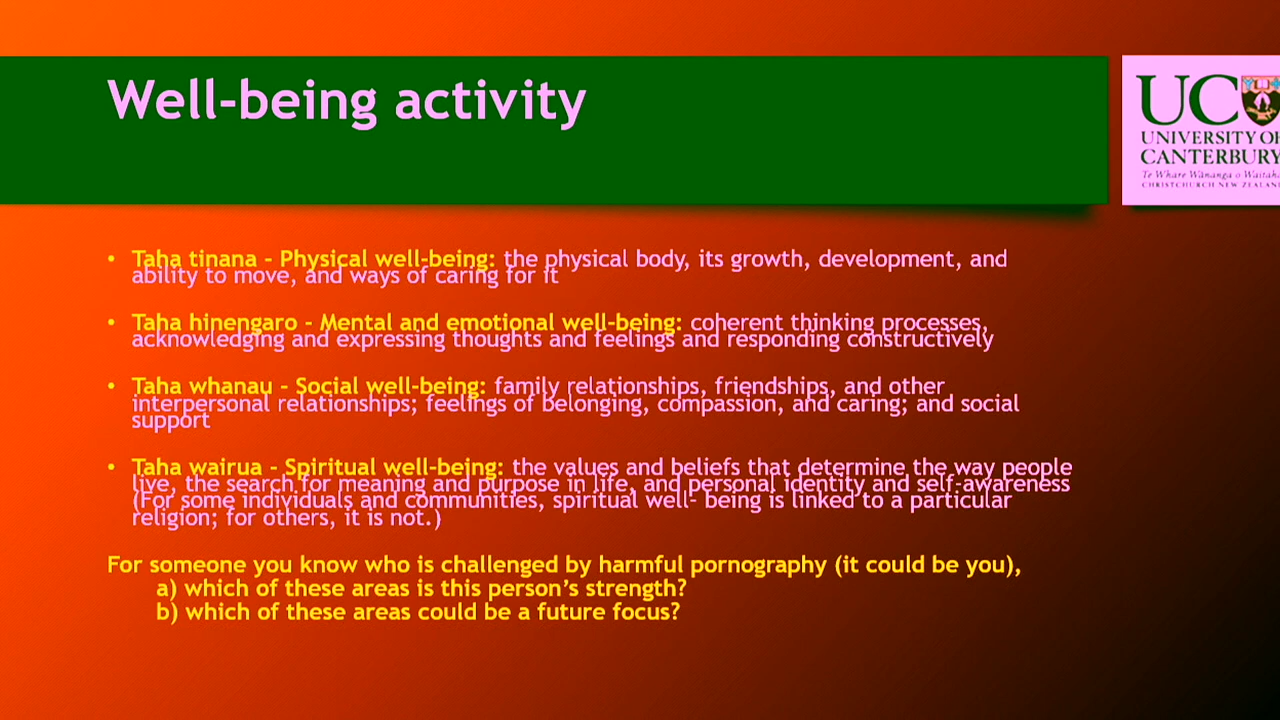 Well-being activity
UC
UNIVERSITY OF
CANTERBURY
Te Whare Wānanga o Waitaha
CHRISTCHURCH NEW ZEALAND
• Taha tinana - Physical well-being: the physical body, its growth, development, and
ability to move, and ways of caring for it
• Taha hinengaro - Mental and emotional well-being: coherent thinking processes,
acknowledging and expressing thoughts and feelings and responding constructively
• Taha whanau - Social well-being: family relationships, friendships, and other
interpersonal relationships; feelings of belonging, compassion, and caring; and social
support
• Taha wairua - Spiritual well-being: the values and beliefs that determine the way people
live, the search for meaning and purpose in life, and personal identity and self-awareness
(For some individuals and communities, spiritual well- being is linked to a particular
religion; for others, it is not.)
For someone you know who is challenged by harmful pornography (it could be you),
a) which of these areas is this person’s strength?
b) which of these areas could be a future focus?